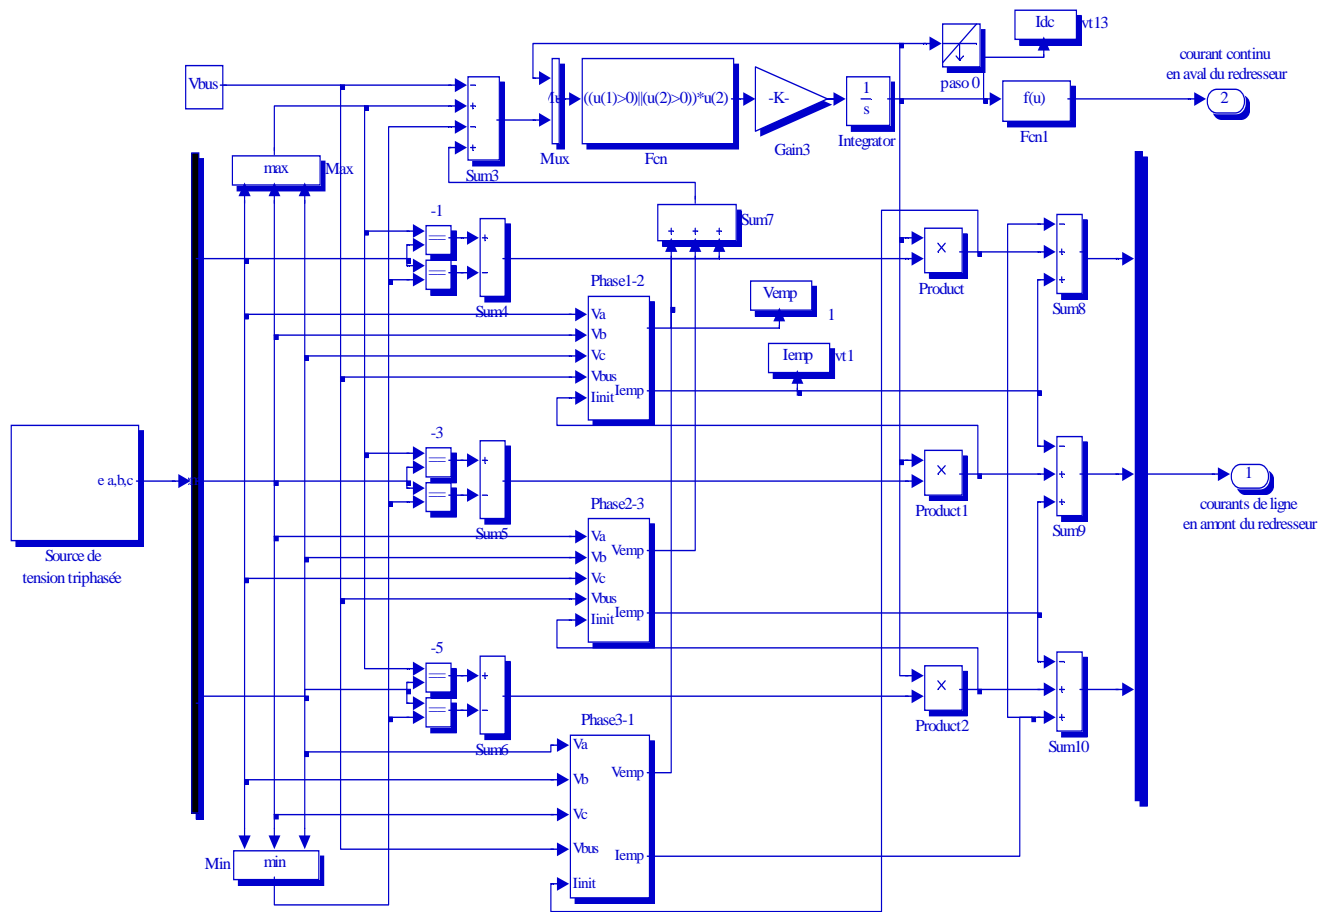 Idc
vt13
courant continu
en aval du redresseur
Vbus
paso 0
((u(1)>0)||(u(2)>0))*u(2)
-K-
1
s
f(u)
2
Mux
Fcn
Gain3
Integrator
Fcn1
Sum3
max
Max
-1
Sum7
Sum4
Product
Sum8
Phase1-2
Va
Vb
Vc
Vbus
Iinit
Iemp
Vemp
1
Iemp
vt1
-3
Sum5
Product1
Sum9
1
courants de ligne
en amont du redresseur
e a,b,c
Source de
tension triphasée
Phase2-3
Va
Vb
Vc
Vbus
Iinit
Vemp
Iemp
-5
Sum6
Product2
Sum10
Phase3-1
Va
Vb
Vc
Vbus
Iinit
Vemp
Iemp
Min
min